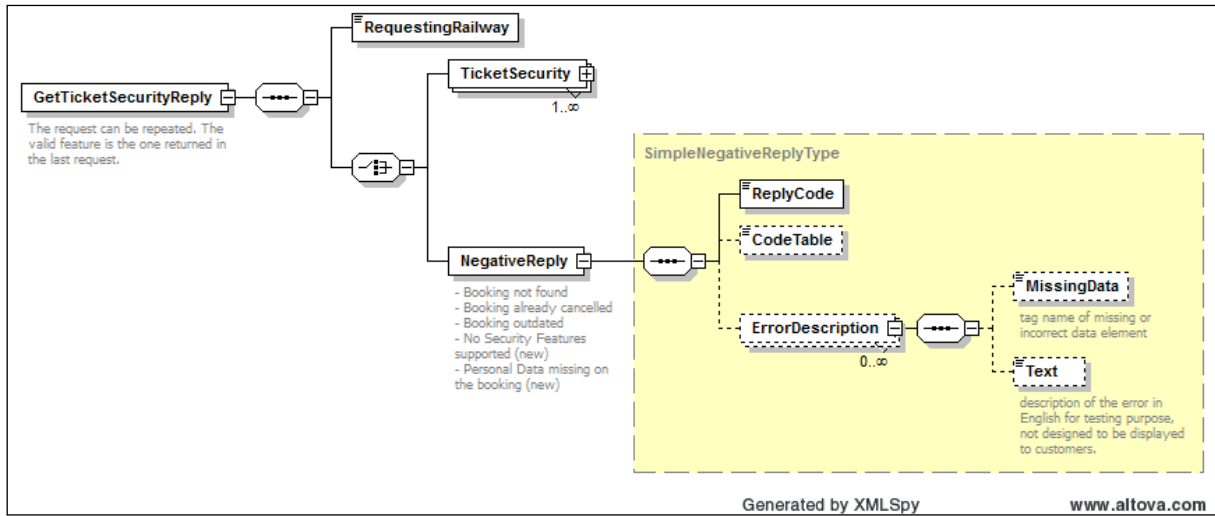 RequestingRailway
TicketSecurity
1..∞
GetTicketSecurityReply
The request can be repeated. The
valid feature is the one returned in
the last request.
SimpleNegativeReplyType
ReplyCode
CodeTable
NegativeReply
- Booking not found
- Booking already cancelled
- Booking outdated
- No Security Features
supported (new)
- Personal Data missing on
the booking (new)
ErrorDescription
0..∞
MissingData
tag name of missing or
incorrect data element
Text
description of the error in
English for testing purpose,
not designed to be displayed
to customers.
Generated by XMLSpy www.altova.com